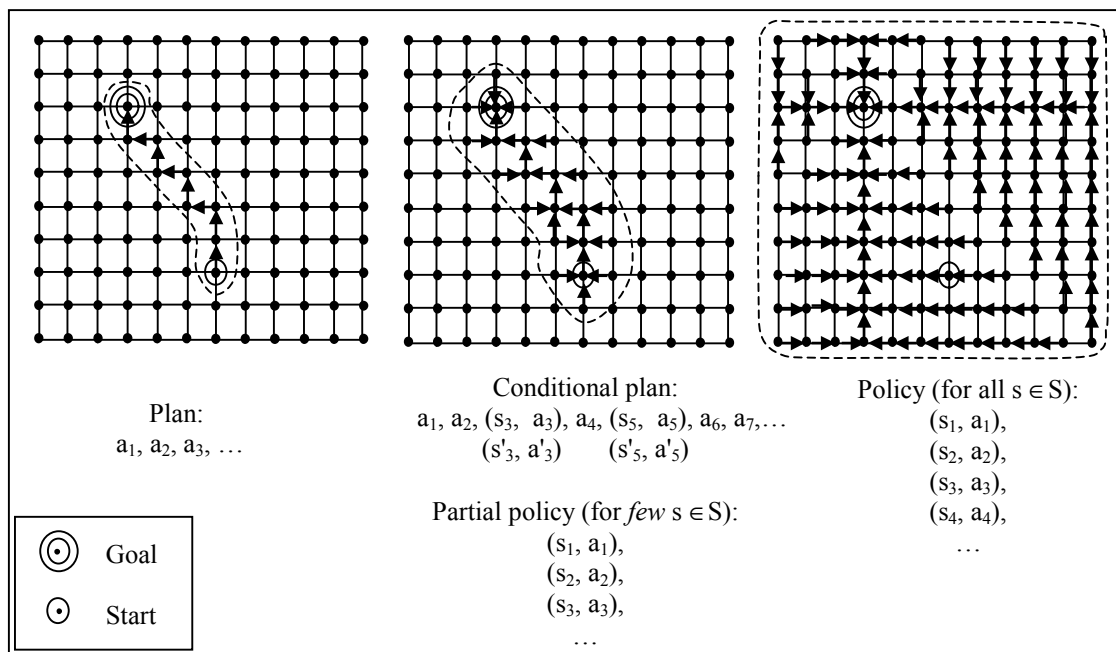 Plan:
a₁, a₂, a₃, …
Conditional plan:
a₁, a₂, (s₃, a₃), a₄, (s₅, a₅), a₆, a₇,…
(s'₃, a'₃) (s'₅, a'₅)
Partial policy (for few s ∈ S):
(s₁, a₁),
(s₂, a₂),
(s₃, a₃),
…
Policy (for all s ∈ S):
(s₁, a₁),
(s₂, a₂),
(s₃, a₃),
(s₄, a₄),
…
Goal
Start